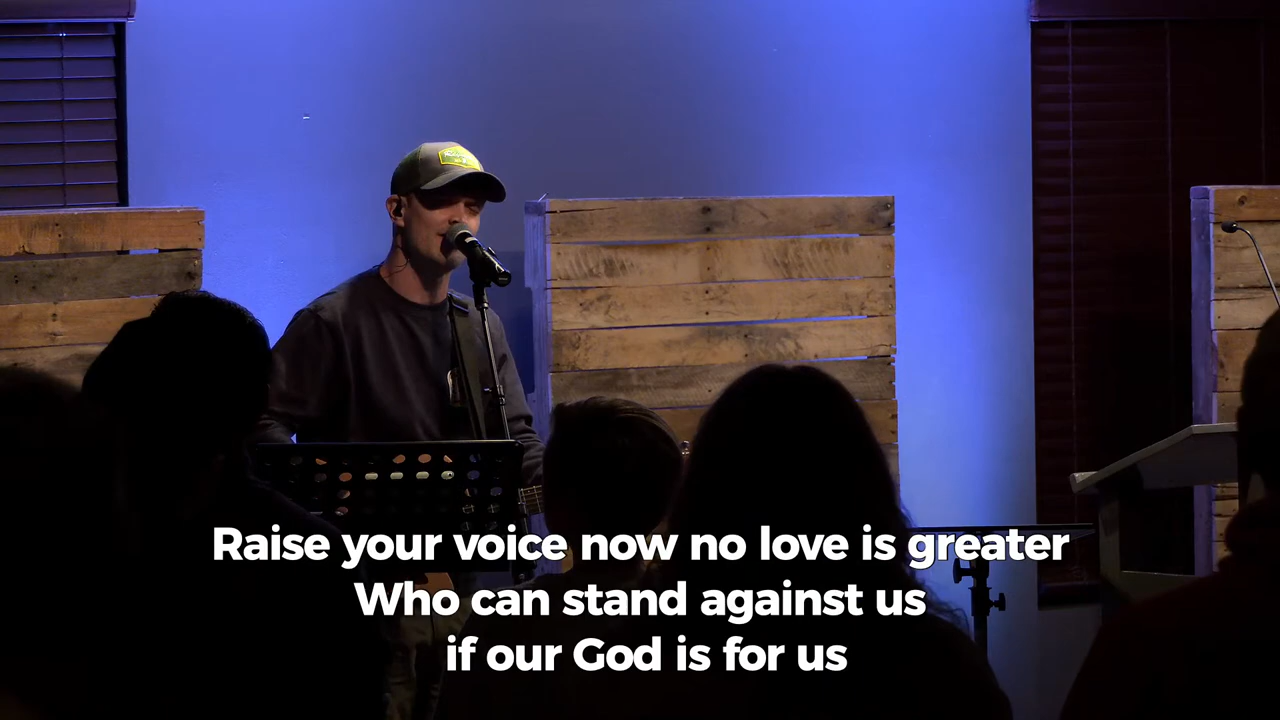 Raise your voice now no love is greater
Who can stand against us
if our God is for us